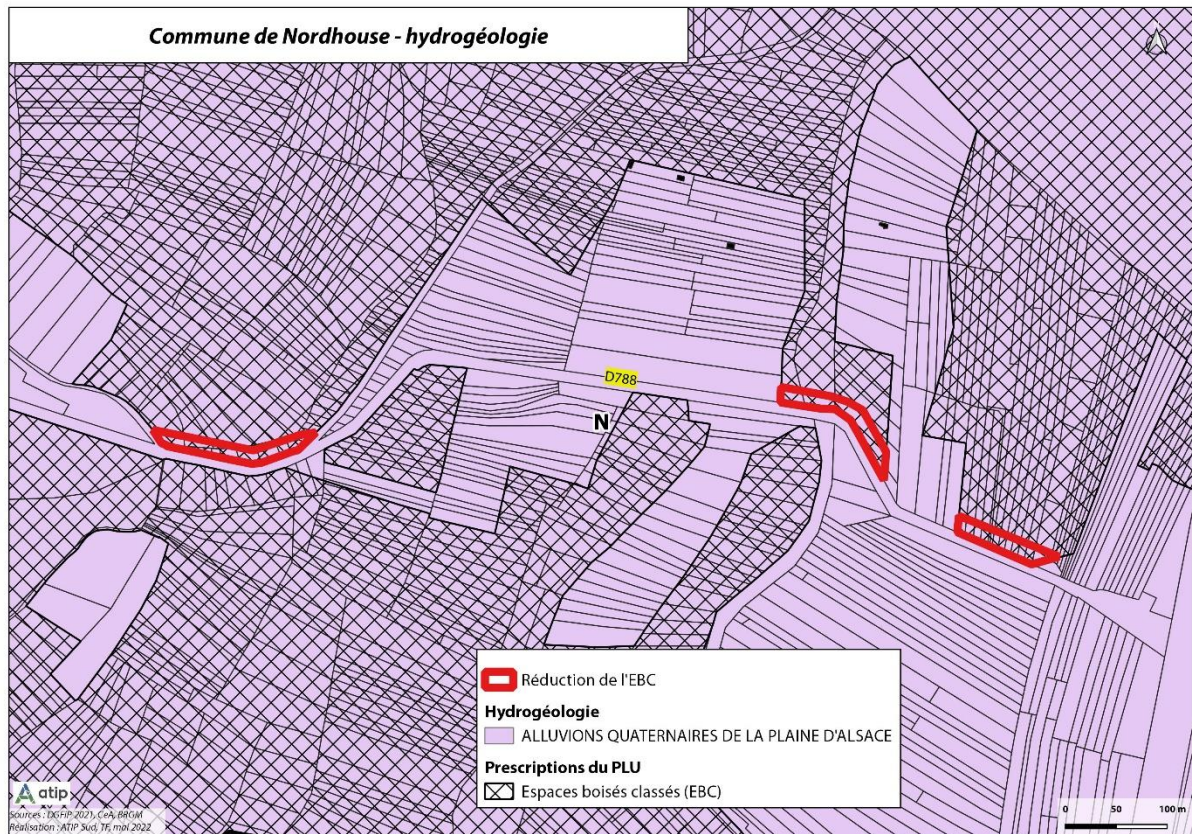 Commune de Nordhouse - hydrogéologie
D788
N
Réduction de l'EBC
Hydrogéologie
ALLUVIONS QUATERNAIRES DE LA PLAINE D'ALSACE
Prescriptions du PLU
Espaces boisés classés (EBC)
atip
Sources : DGFIP 2021, CeA, BRGM
Réalisation : ATIP Sud, TF, mai 2022
0 50 100 m